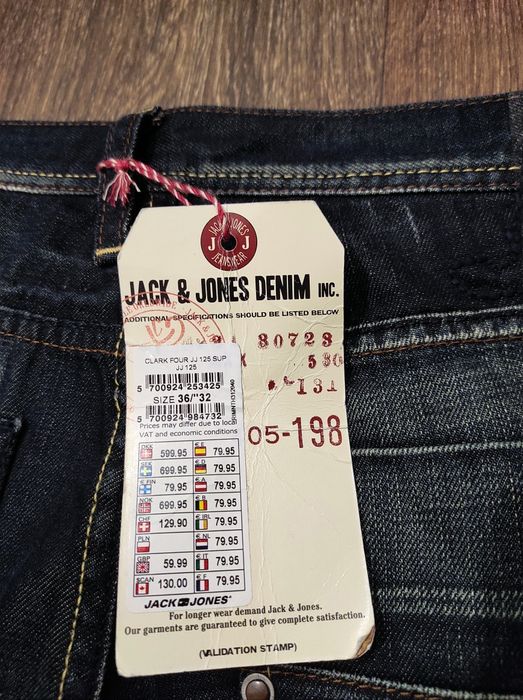 JACK & JONES
J J
JEANSWEAR
JACK & JONES DENIM INC.
ADDITIONAL SPECIFICATIONS SHOULD BE LISTED BELOW
80728
580
05-198
CLARK FOUR JJ 125 SUP
JJ 125
5 700924 253425
SIZE 36/"32
5 700924 984732
Prices may differ due to local
VAT and economic conditions
DKK 599.95 € E 79.95
SEK 699.95 € D 79.95
€ FIN 79.95 € A 79.95
NOK 699.95 € B 79.95
CHF 129.90 € IRL 79.95
PLN € NL 79.95
GBP 59.99 € IT 79.95
$CAN 130.00 € F 79.95
JACK JONES
For longer wear demand Jack & Jones.
Our garments are guaranteed to give complete satisfaction.
(VALIDATION STAMP)